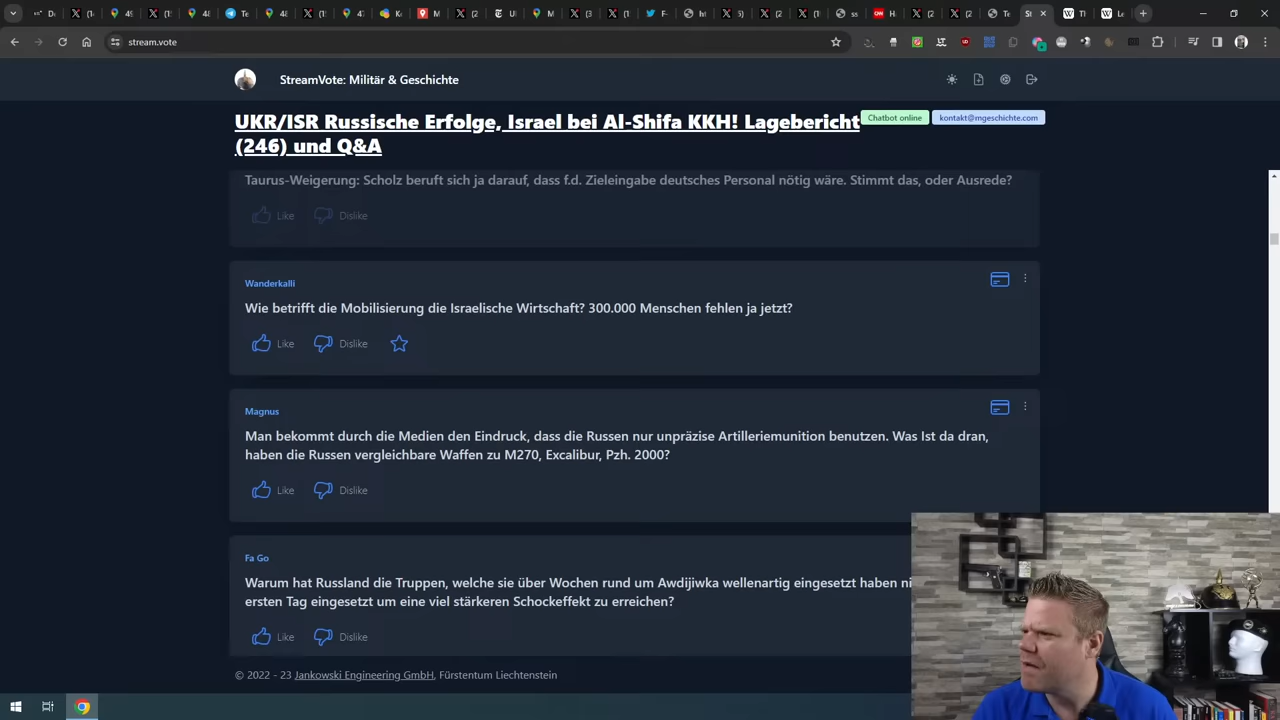 stream.vote
StreamVote: Militär & Geschichte
UKR/ISR Russische Erfolge, Israel bei Al-Shifa KKH! Lagebericht
(246) und Q&A
Chatbot online
kontakt@mgeschichte.com
Taurus-Weigerung: Scholz beruft sich ja darauf, dass f.d. Zieleingabe deutsches Personal nötig wäre. Stimmt das, oder Ausrede?
Like Dislike
Wanderkalli
Wie betrifft die Mobilisierung die Israelische Wirtschaft? 300.000 Menschen fehlen ja jetzt?
Like Dislike
Magnus
Man bekommt durch die Medien den Eindruck, dass die Russen nur unpräzise Artilleriemunition benutzen. Was Ist da dran,
haben die Russen vergleichbare Waffen zu M270, Excalibur, Pzh. 2000?
Like Dislike
Fa Go
Warum hat Russland die Truppen, welche sie über Wochen rund um Awdijiwka wellenartig eingesetzt haben
ersten Tag eingesetzt um eine viel stärkeren Schockeffekt zu erreichen?
Like Dislike
© 2022 - 23 Jankowski Engineering GmbH, Fürstentum Liechtenstein